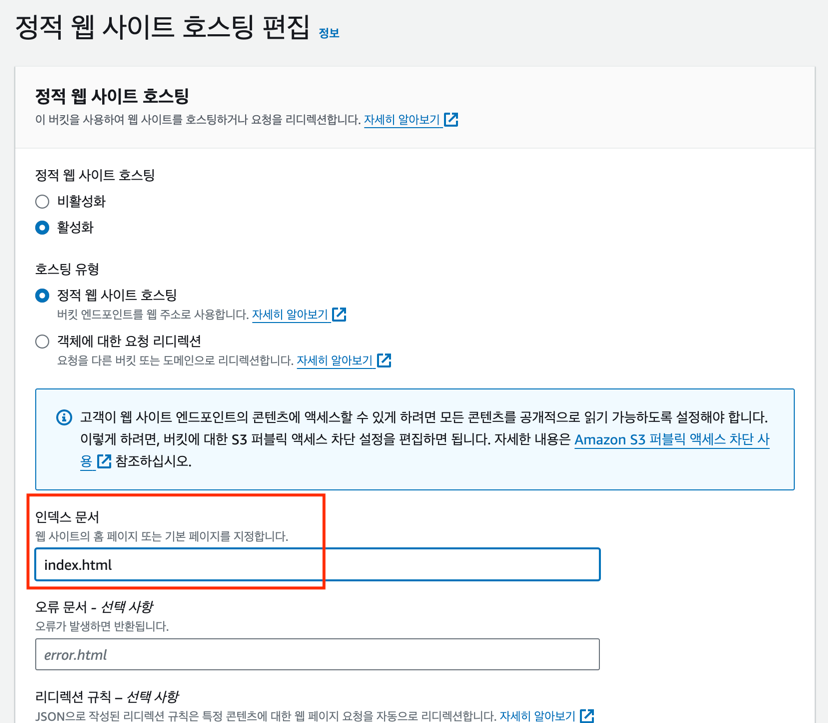 정적 웹 사이트 호스팅 편집 정보
정적 웹 사이트 호스팅
이 버킷을 사용하여 웹 사이트를 호스팅하거나 요청을 리디렉션합니다. 자세히 알아보기
정적 웹 사이트 호스팅
비활성화
활성화
호스팅 유형
정적 웹 사이트 호스팅
버킷 엔드포인트를 웹 주소로 사용합니다. 자세히 알아보기
객체에 대한 요청 리디렉션
요청을 다른 버킷 또는 도메인으로 리디렉션합니다. 자세히 알아보기
고객이 웹 사이트 엔드포인트의 콘텐츠에 액세스할 수 있게 하려면 모든 콘텐츠를 공개적으로 읽기 가능하도록 설정해야 합니다.
이렇게 하려면, 버킷에 대한 S3 퍼블릭 액세스 차단 설정을 편집하면 됩니다. 자세한 내용은 Amazon S3 퍼블릭 액세스 차단 사
용 참조하십시오.
인덱스 문서
웹 사이트의 홈 페이지 또는 기본 페이지를 지정합니다.
index.html
오류 문서 - 선택 사항
오류가 발생하면 반환됩니다.
error.html
리디렉션 규칙 – 선택 사항
JSON으로 작성된 리디렉션 규칙은 특정 콘텐츠에 대한 웹 페이지 요청을 자동으로 리디렉션합니다. 자세히 알아보기